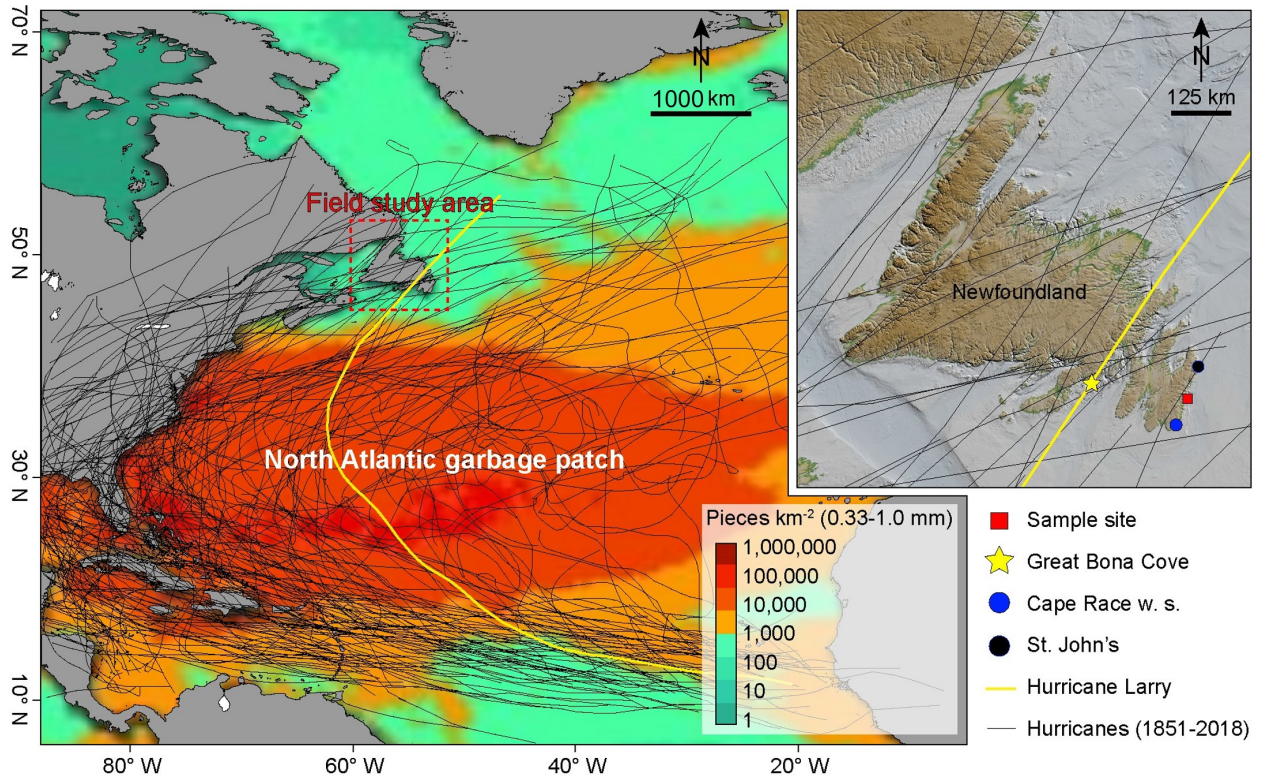 70° N
50° N
30° N
10° N
80° W
60° W
40° W
20° W
N
1000 km
Field study area
North Atlantic garbage patch
Pieces km⁻² (0.33-1.0 mm)
1,000,000
100,000
10,000
1,000
100
10
1
N
125 km
Newfoundland
Sample site
Great Bona Cove
Cape Race w. s.
St. John's
Hurricane Larry
Hurricanes (1851-2018)